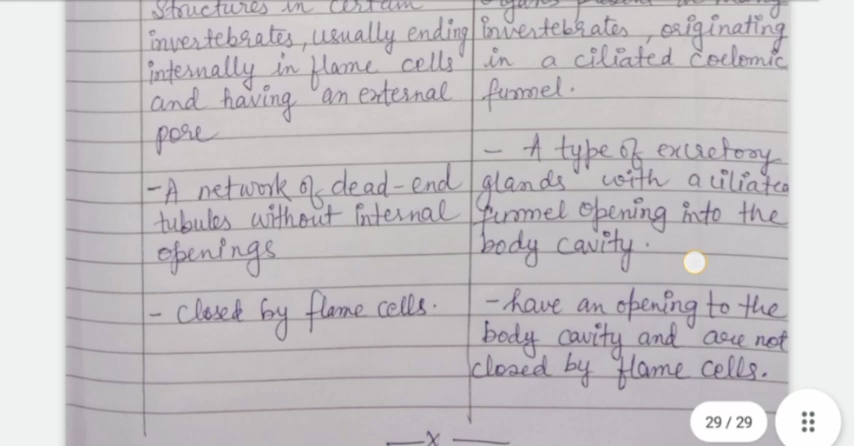 structures in certain
invertebrates, usually ending
internally in flame cells
and having an external
pore
-A network of dead-end
tubules without internal
openings
- Closed by flame cells.
invertebrates, originating
in a ciliated coelomic
funnel.
- A type of excretory
glands with a ciliated
funnel opening into the
body cavity.
- have an opening to the
body cavity and are not
closed by flame cells.
x
29 / 29